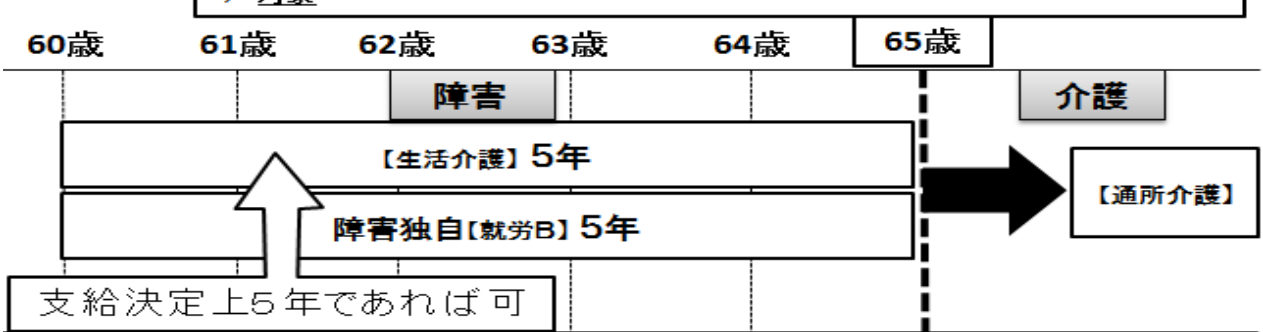 60歳 61歳 62歳 63歳 64歳 65歳
障害 介護
【生活介護】5年
【通所介護】
障害独自【就労B】5年
支給決定上5年であれば可